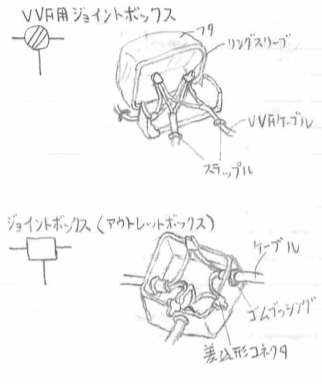 VVF用ジョイントボックス
フタ
リングスリーブ
VVFケーブル
ステップル
ジョイントボックス(アウトレットボックス)
ケーブル
ゴムブッシング
差込形コネクタ